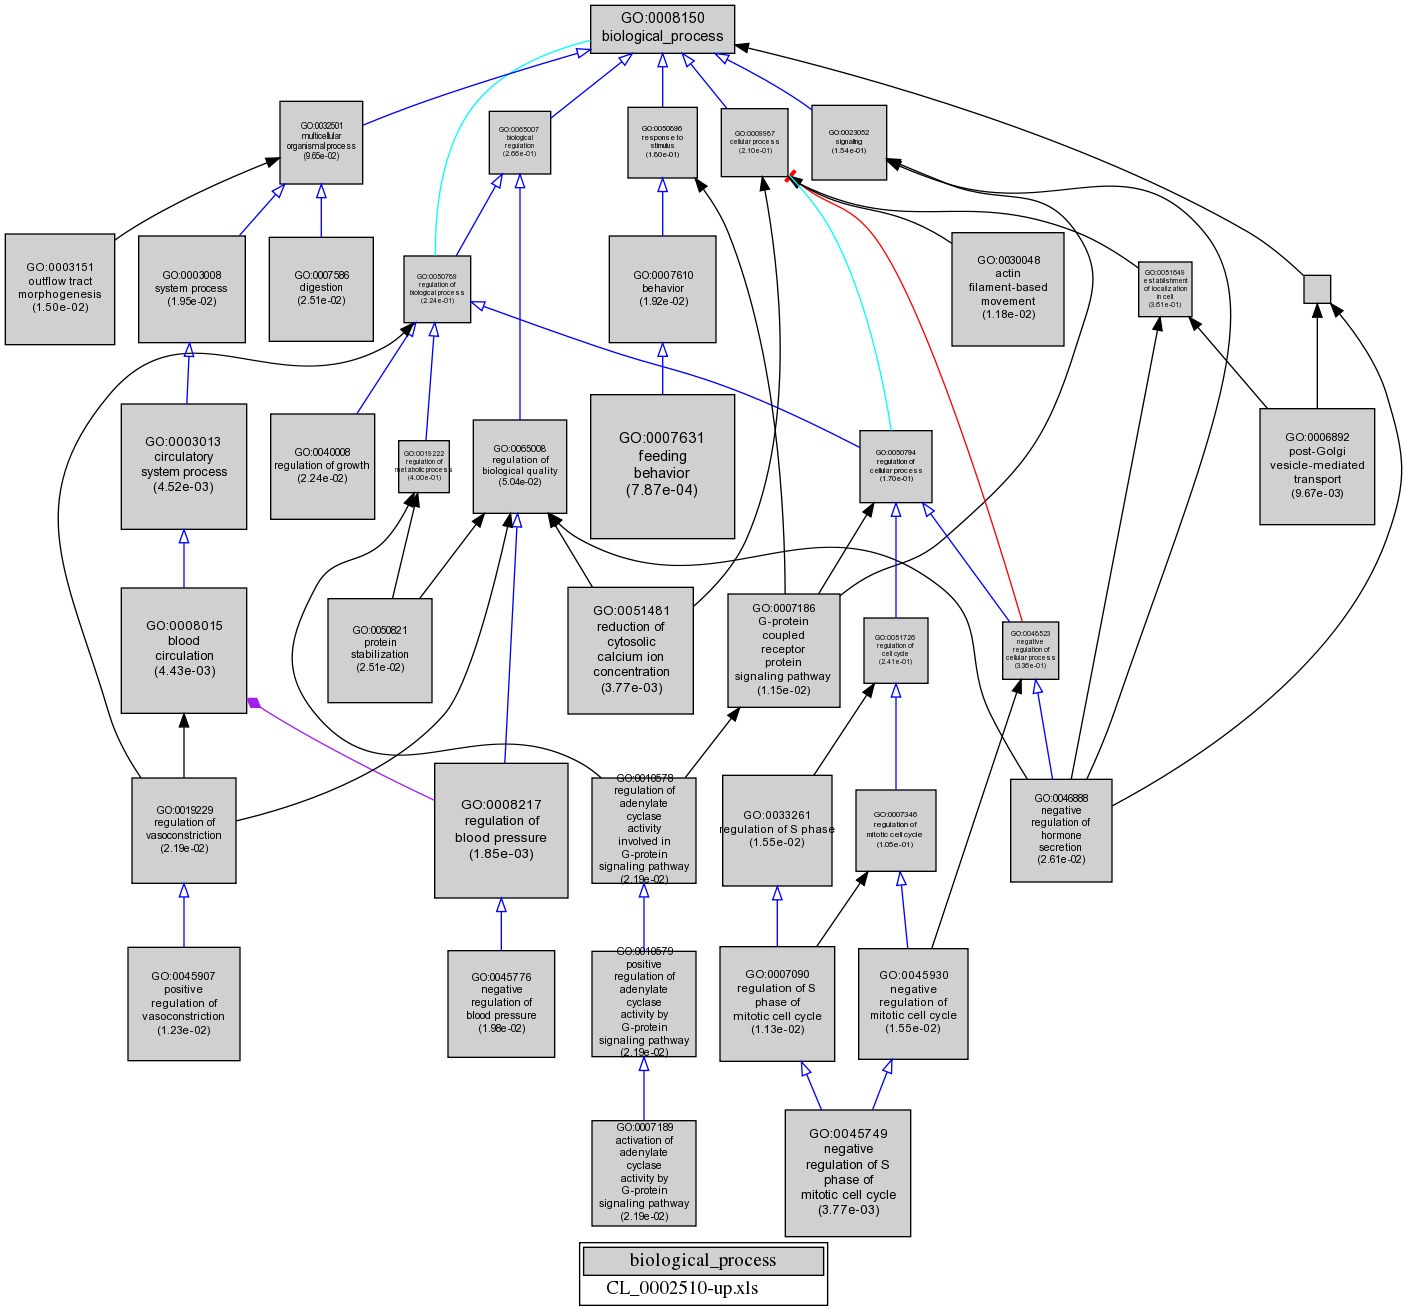 GO:0008150
biological_process
GO:0032501
multicellular
organismal process
(9.65e-02)
GO:0065007
biological
regulation
(2.66e-01)
GO:0050896
response to
stimulus
(1.80e-01)
GO:0009987
cellular process
(2.10e-01)
GO:0023052
signaling
(1.54e-01)
GO:0003151
outflow tract
morphogenesis
(1.50e-02)
GO:0003008
system process
(1.95e-02)
GO:0007586
digestion
(2.51e-02)
GO:0050789
regulation of
biological process
(2.24e-01)
GO:0007610
behavior
(1.92e-02)
GO:0030048
actin
filament-based
movement
(1.18e-02)
GO:0051649
establishment
of localization
in cell
(3.61e-01)
GO:0003013
circulatory
system process
(4.52e-03)
GO:0040008
regulation of growth
(2.24e-02)
GO:0019222
regulation of
metabolic process
(4.00e-01)
GO:0065008
regulation of
biological quality
(5.04e-02)
GO:0007631
feeding
behavior
(7.87e-04)
GO:0050794
regulation of
cellular process
(1.70e-01)
GO:0006892
post-Golgi
vesicle-mediated
transport
(9.67e-03)
GO:0008015
blood
circulation
(4.43e-03)
GO:0050821
protein
stabilization
(2.51e-02)
GO:0051481
reduction of
cytosolic
calcium ion
concentration
(3.77e-03)
GO:0007186
G-protein
coupled
receptor
protein
signaling pathway
(1.15e-02)
GO:0051726
regulation of
cell cycle
(2.41e-01)
GO:0048523
negative
regulation of
cellular process
(3.36e-01)
GO:0019229
regulation of
vasoconstriction
(2.19e-02)
GO:0008217
regulation of
blood pressure
(1.85e-03)
GO:0010578
regulation of
adenylate
cyclase
activity
involved in
G-protein
signaling pathway
(2.19e-02)
GO:0033261
regulation of S phase
(1.55e-02)
GO:0007346
regulation of
mitotic cell cycle
(1.05e-01)
GO:0046888
negative
regulation of
hormone
secretion
(2.61e-02)
GO:0045907
positive
regulation of
vasoconstriction
(1.23e-02)
GO:0045776
negative
regulation of
blood pressure
(1.98e-02)
GO:0010579
positive
regulation of
adenylate
cyclase
activity by
G-protein
signaling pathway
(2.19e-02)
GO:0007090
regulation of S
phase of
mitotic cell cycle
(1.13e-02)
GO:0045930
negative
regulation of
mitotic cell cycle
(1.55e-02)
GO:0007189
activation of
adenylate
cyclase
activity by
G-protein
signaling pathway
(2.19e-02)
GO:0045749
negative
regulation of S
phase of
mitotic cell cycle
(3.77e-03)
biological_process
CL_0002510-up.xls